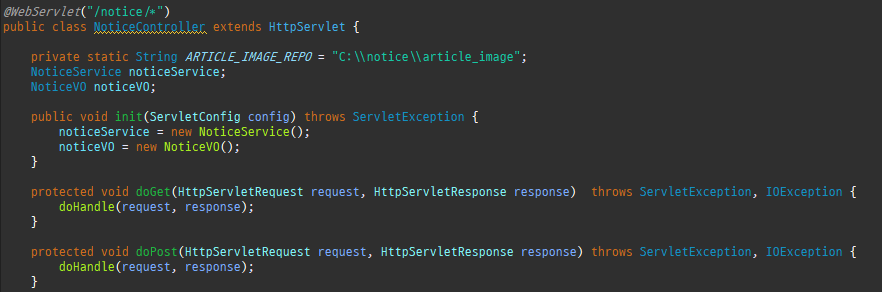 @WebServlet("/notice/*")
public class NoticeController extends HttpServlet {
private static String ARTICLE_IMAGE_REPO = "C:\\notice\\article_image";
NoticeService noticeService;
NoticeVO noticeVO;
public void init(ServletConfig config) throws ServletException {
noticeService = new NoticeService();
noticeVO = new NoticeVO();
}
protected void doGet(HttpServletRequest request, HttpServletResponse response)  throws ServletException, IOException {
doHandle(request, response);
}
protected void doPost(HttpServletRequest request, HttpServletResponse response) throws ServletException, IOException {
doHandle(request, response);
}